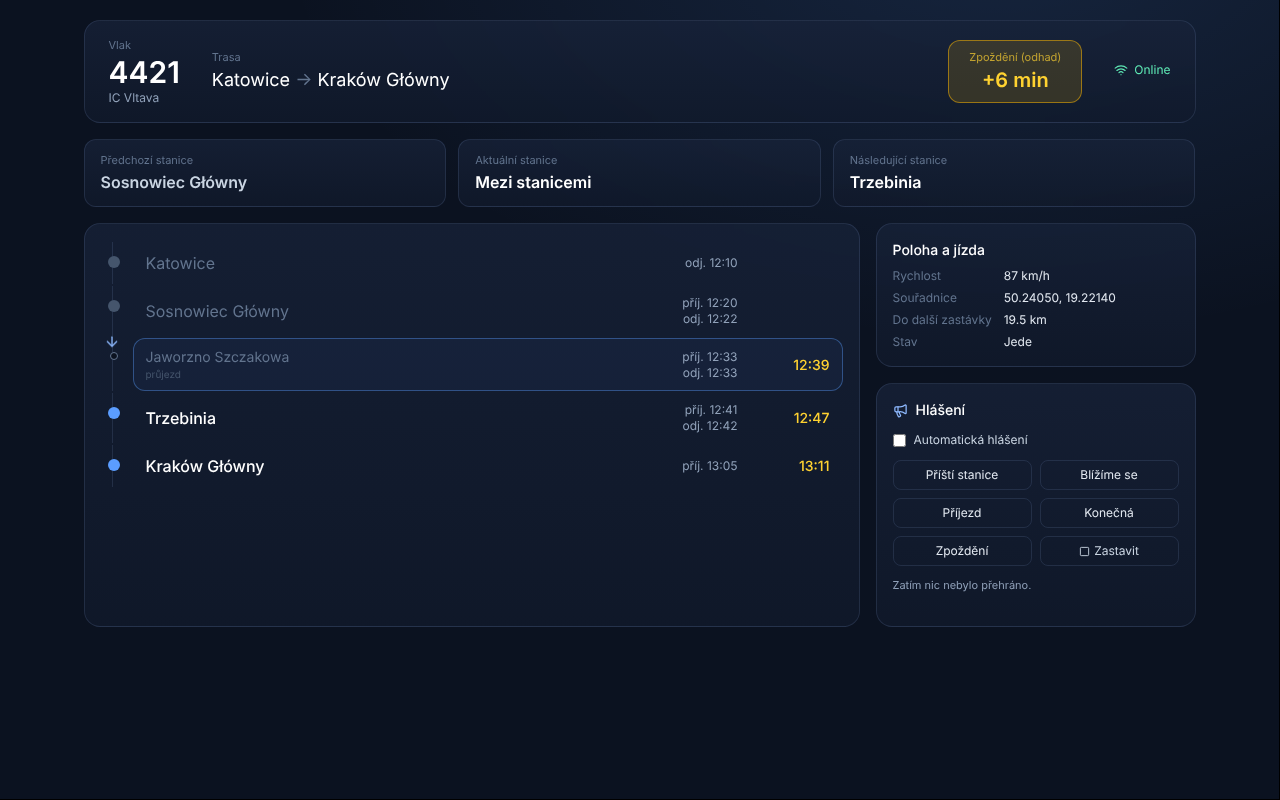 Vlak
4421
IC Vltava
Trasa
Katowice → Kraków Główny
Zpoždění (odhad)
+6 min
Online
Předchozí stanice
Sosnowiec Główny
Aktuální stanice
Mezi stanicemi
Následující stanice
Trzebinia
Katowice
odj. 12:10
Sosnowiec Główny
příj. 12:20
odj. 12:22
Jaworzno Szczakowa
průjezd
příj. 12:33
odj. 12:33
12:39
Trzebinia
příj. 12:41
odj. 12:42
12:47
Kraków Główny
příj. 13:05
13:11
Poloha a jízda
Rychlost 87 km/h
Souřadnice 50.24050, 19.22140
Do další zastávky 19.5 km
Stav Jede
Hlášení
Automatická hlášení
Příští stanice
Blížíme se
Příjezd
Konečná
Zpoždění
Zastavit
Zatím nic nebylo přehráno.